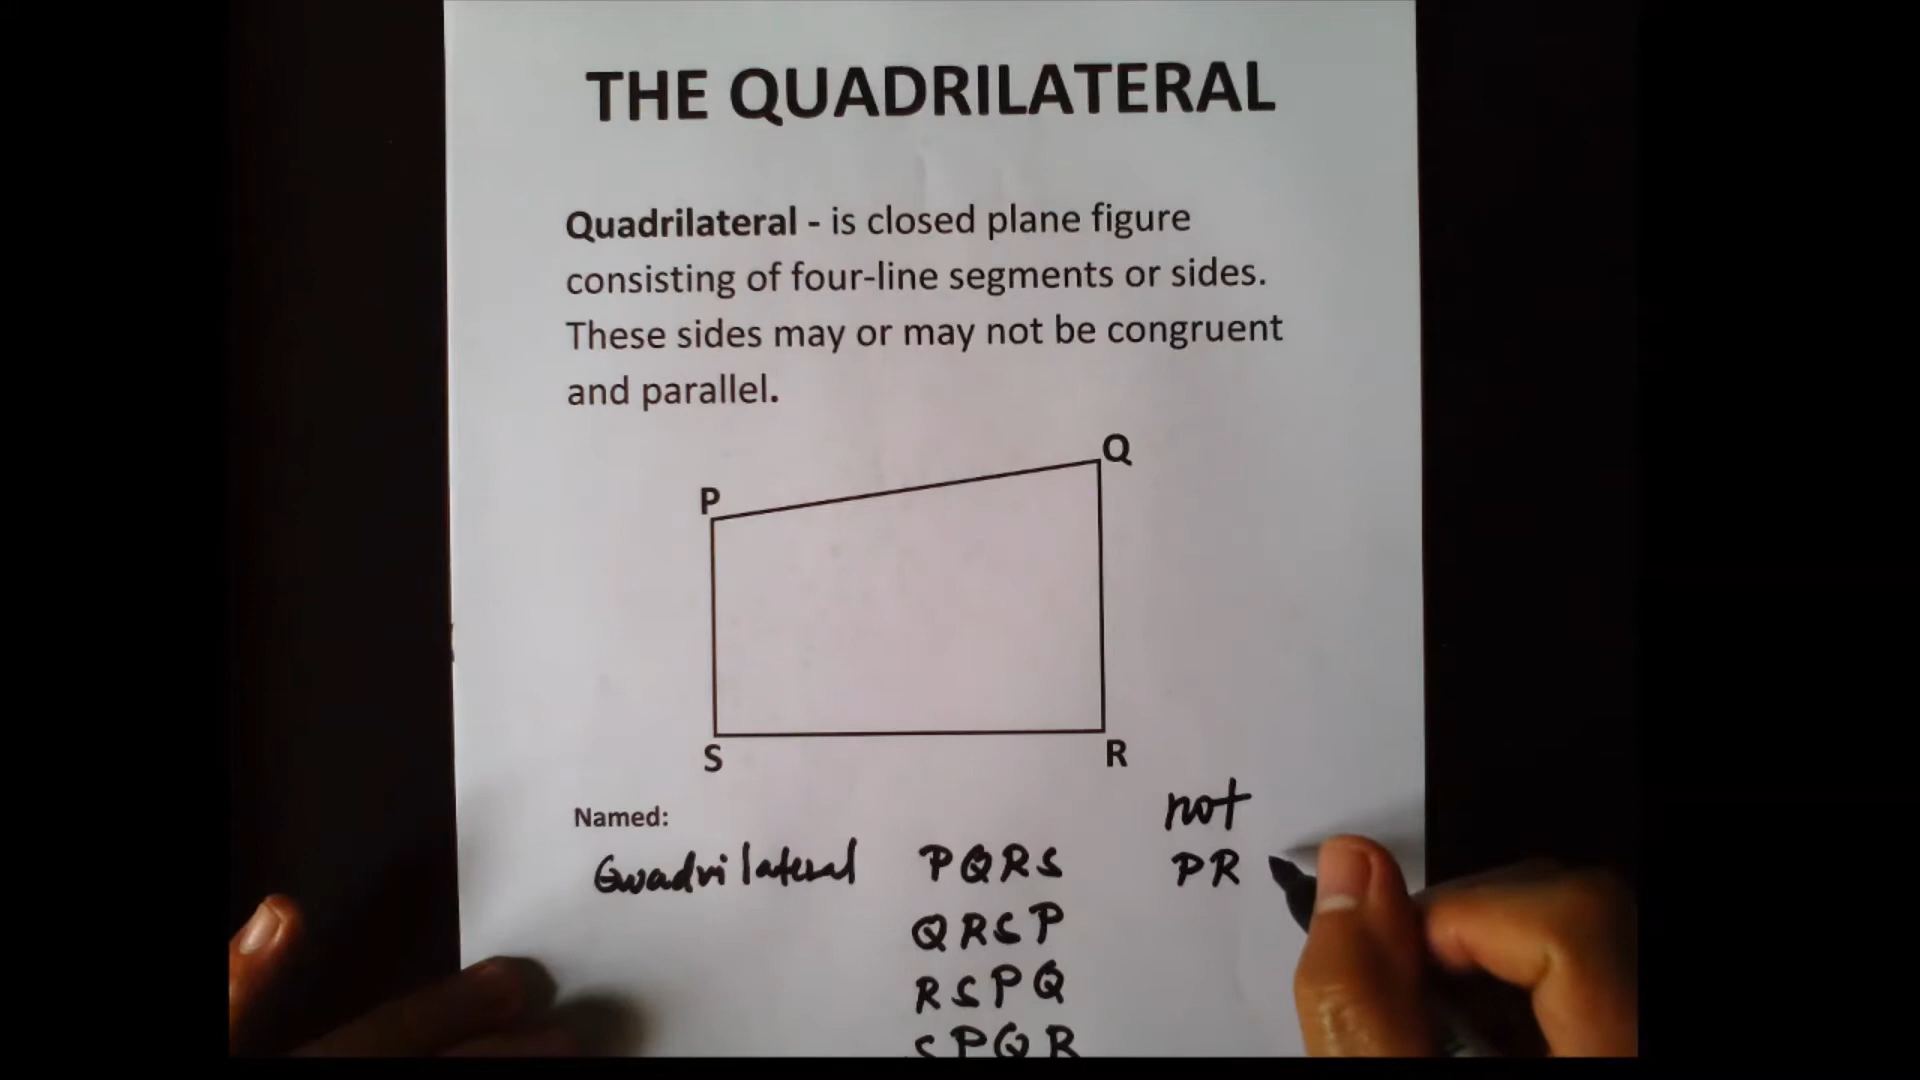 THE QUADRILATERAL
Quadrilateral - is closed plane figure
consisting of four-line segments or sides.
These sides may or may not be congruent
and parallel.
Q
P
S
R
Named:
not
Quadrilateral PQRS PR
QRSP
RSPQ
SPQR